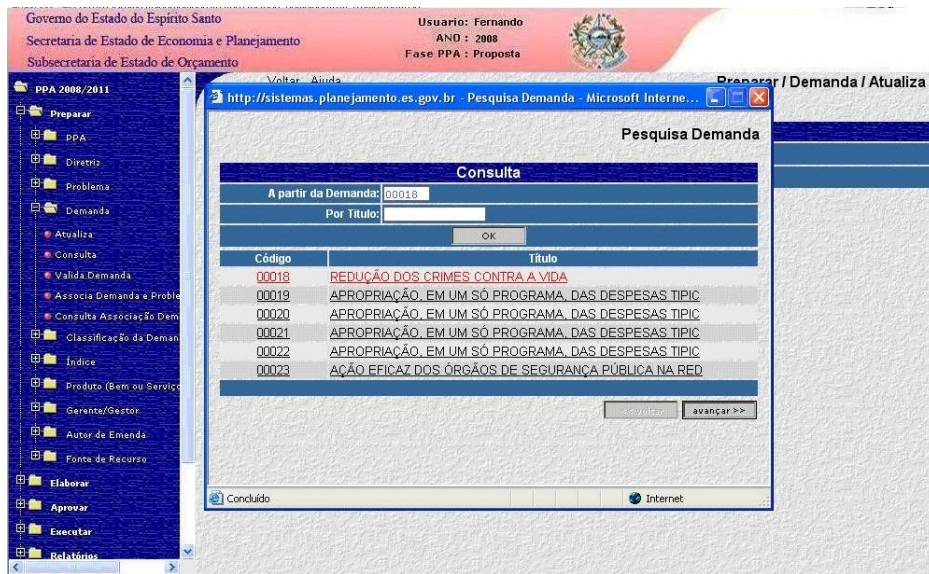 Governo do Estado do Espírito Santo
Secretaria de Estado de Economia e Planejamento
Subsecretaria de Estado de Orçamento
Usuario: Fernando
ANO : 2008
Fase PPA : Proposta
Voltar Ajuda
Preparar / Demanda / Atualiza
PPA 2008/2011
Preparar
PPA
Diretriz
Problema
Demanda
Atualiza
Consulta
Valida Demanda
Associa Demanda e Proble
Consulta Associação Dem
Classificação da Deman
Índice
Produto (Bem ou Serviço
Gerente/Gestor
Autor de Emenda
Fonte de Recurso
Elaborar
Aprovar
Executar
Relatórios
http://sistemas.planejamento.es.gov.br - Pesquisa Demanda - Microsoft Interne...
Pesquisa Demanda
Consulta
A partir da Demanda: 00018
Por Título:
OK
Código Título
00018 REDUÇÃO DOS CRIMES CONTRA A VIDA
00019 APROPRIAÇÃO, EM UM SÓ PROGRAMA, DAS DESPESAS TIPIC
00020 APROPRIAÇÃO, EM UM SÓ PROGRAMA, DAS DESPESAS TIPIC
00021 APROPRIAÇÃO, EM UM SÓ PROGRAMA, DAS DESPESAS TIPIC
00022 APROPRIAÇÃO, EM UM SÓ PROGRAMA, DAS DESPESAS TIPIC
00023 AÇÃO EFICAZ DOS ÓRGÃOS DE SEGURANÇA PÚBLICA NA RED
<< voltar avançar >>
Concluído Internet